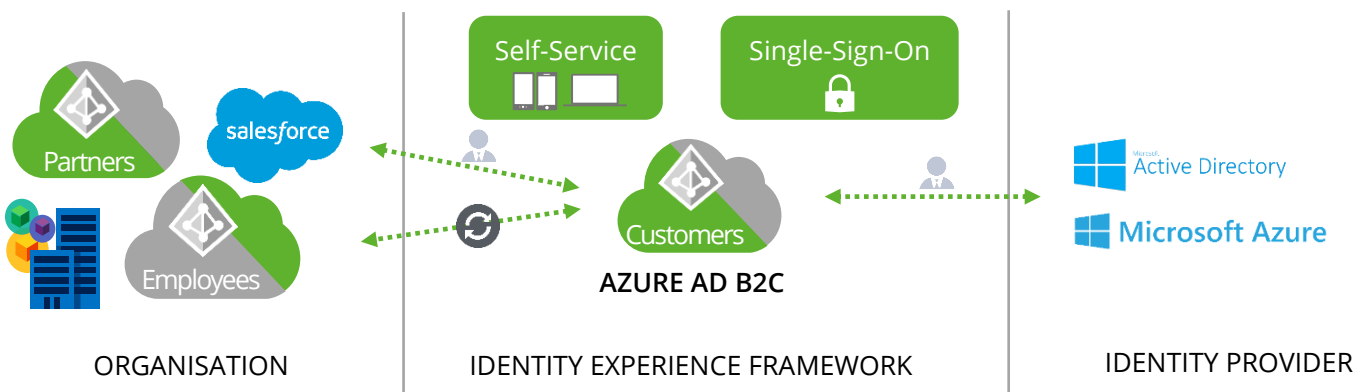 Self-Service
Single-Sign-On
Partners
salesforce
Employees
Customers
AZURE AD B2C
Microsoft
Active Directory
Microsoft Azure
ORGANISATION
IDENTITY EXPERIENCE FRAMEWORK
IDENTITY PROVIDER